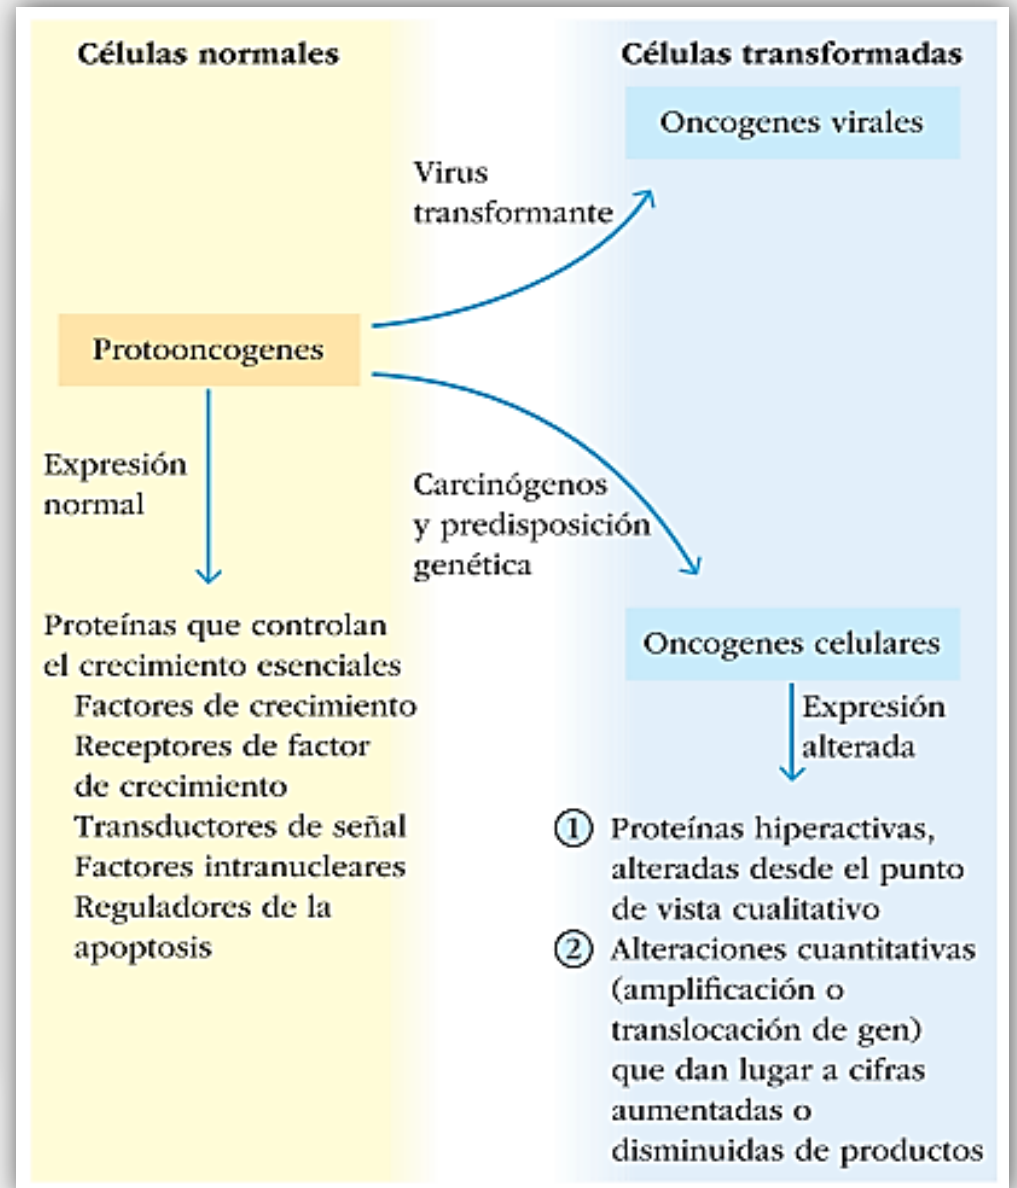 Células normales
Células transformadas
Oncogenes virales
Virus
transformante
Protooncogenes
Expresión
normal
Carcinógenos
y predisposición
genética
Proteínas que controlan
el crecimiento esenciales
Factores de crecimiento
Receptores de factor
de crecimiento
Transductores de señal
Factores intranucleares
Reguladores de la
apoptosis
Oncogenes celulares
Expresión
alterada
1 Proteínas hiperactivas,
alteradas desde el punto
de vista cualitativo
2 Alteraciones cuantitativas
(amplificación o
translocación de gen)
que dan lugar a cifras
aumentadas o
disminuidas de productos